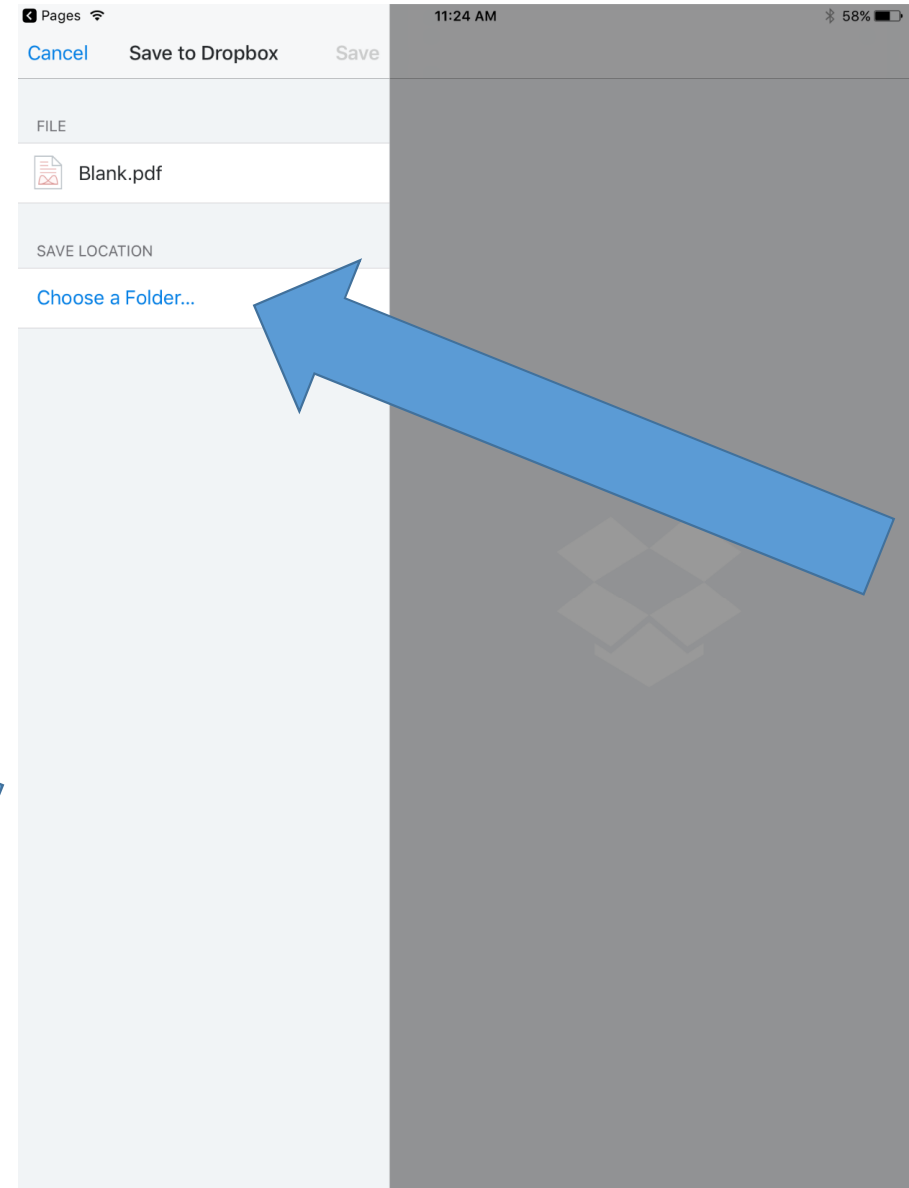 Pages 11:24 AM 58%
Cancel Save to Dropbox Save
FILE
Blank.pdf
SAVE LOCATION
Choose a Folder...